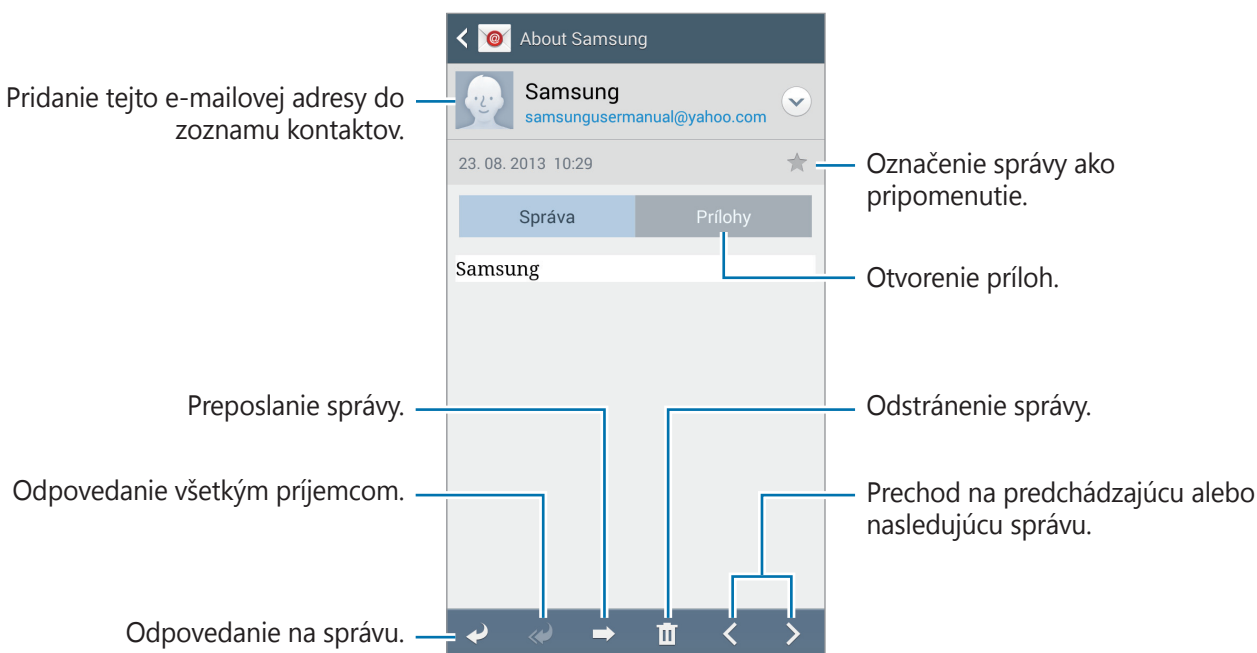 About Samsung
Pridanie tejto e-mailovej adresy do
zoznamu kontaktov.
Samsung
samsungusermanual@yahoo.com
23. 08. 2013 10:29
Označenie správy ako
pripomenutie.
Správa
Prílohy
Samsung
Otvorenie príloh.
Preposlanie správy.
Odstránenie správy.
Odpovedanie všetkým príjemcom.
Prechod na predchádzajúcu alebo
nasledujúcu správu.
Odpovedanie na správu.